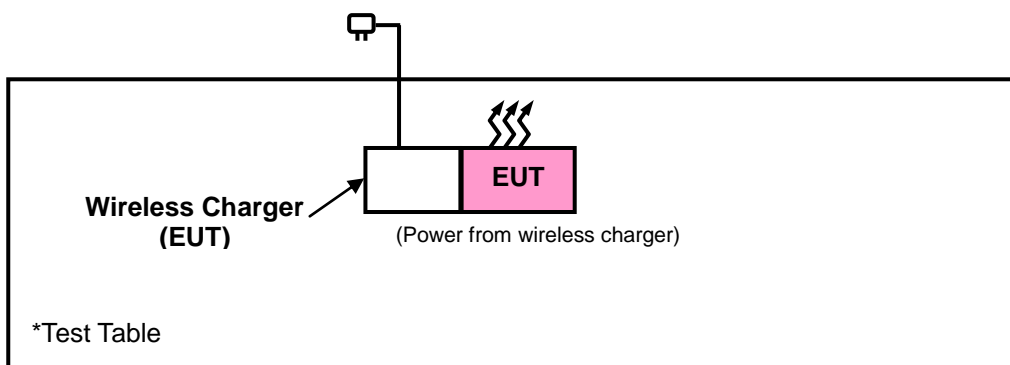 EUT
Wireless Charger
(EUT)
(Power from wireless charger)
*Test Table